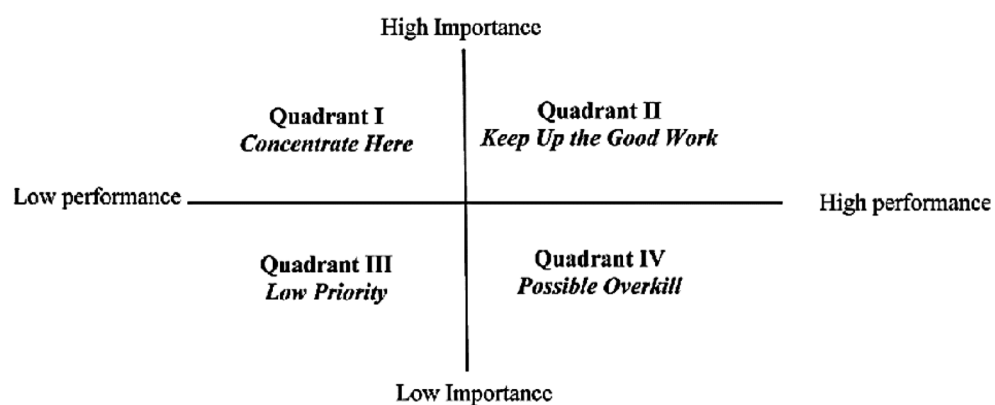 High Importance
Quadrant I
Concentrate Here
Quadrant II
Keep Up the Good Work
Low performance
High performance
Quadrant III
Low Priority
Quadrant IV
Possible Overkill
Low Importance